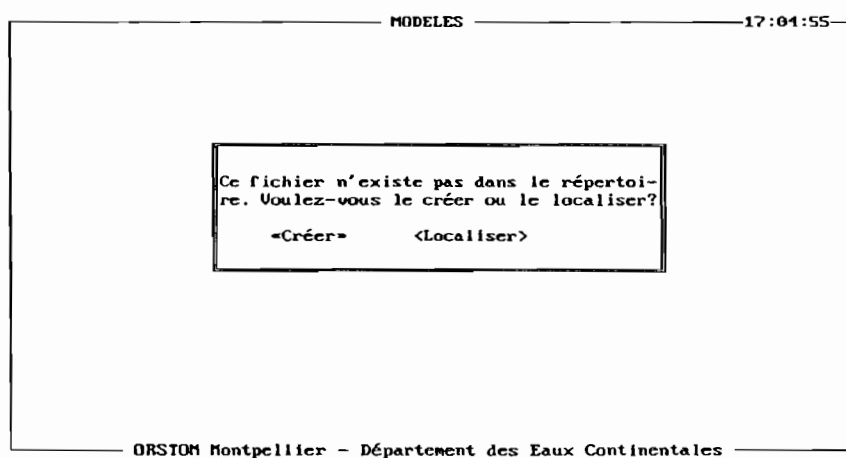 MODELES 17:04:55
Ce fichier n'existe pas dans le répertoi-
re. Voulez-vous le créer ou le localiser?
«Créer» <Localiser>
ORSTOM Montpellier - Département des Eaux Continentales